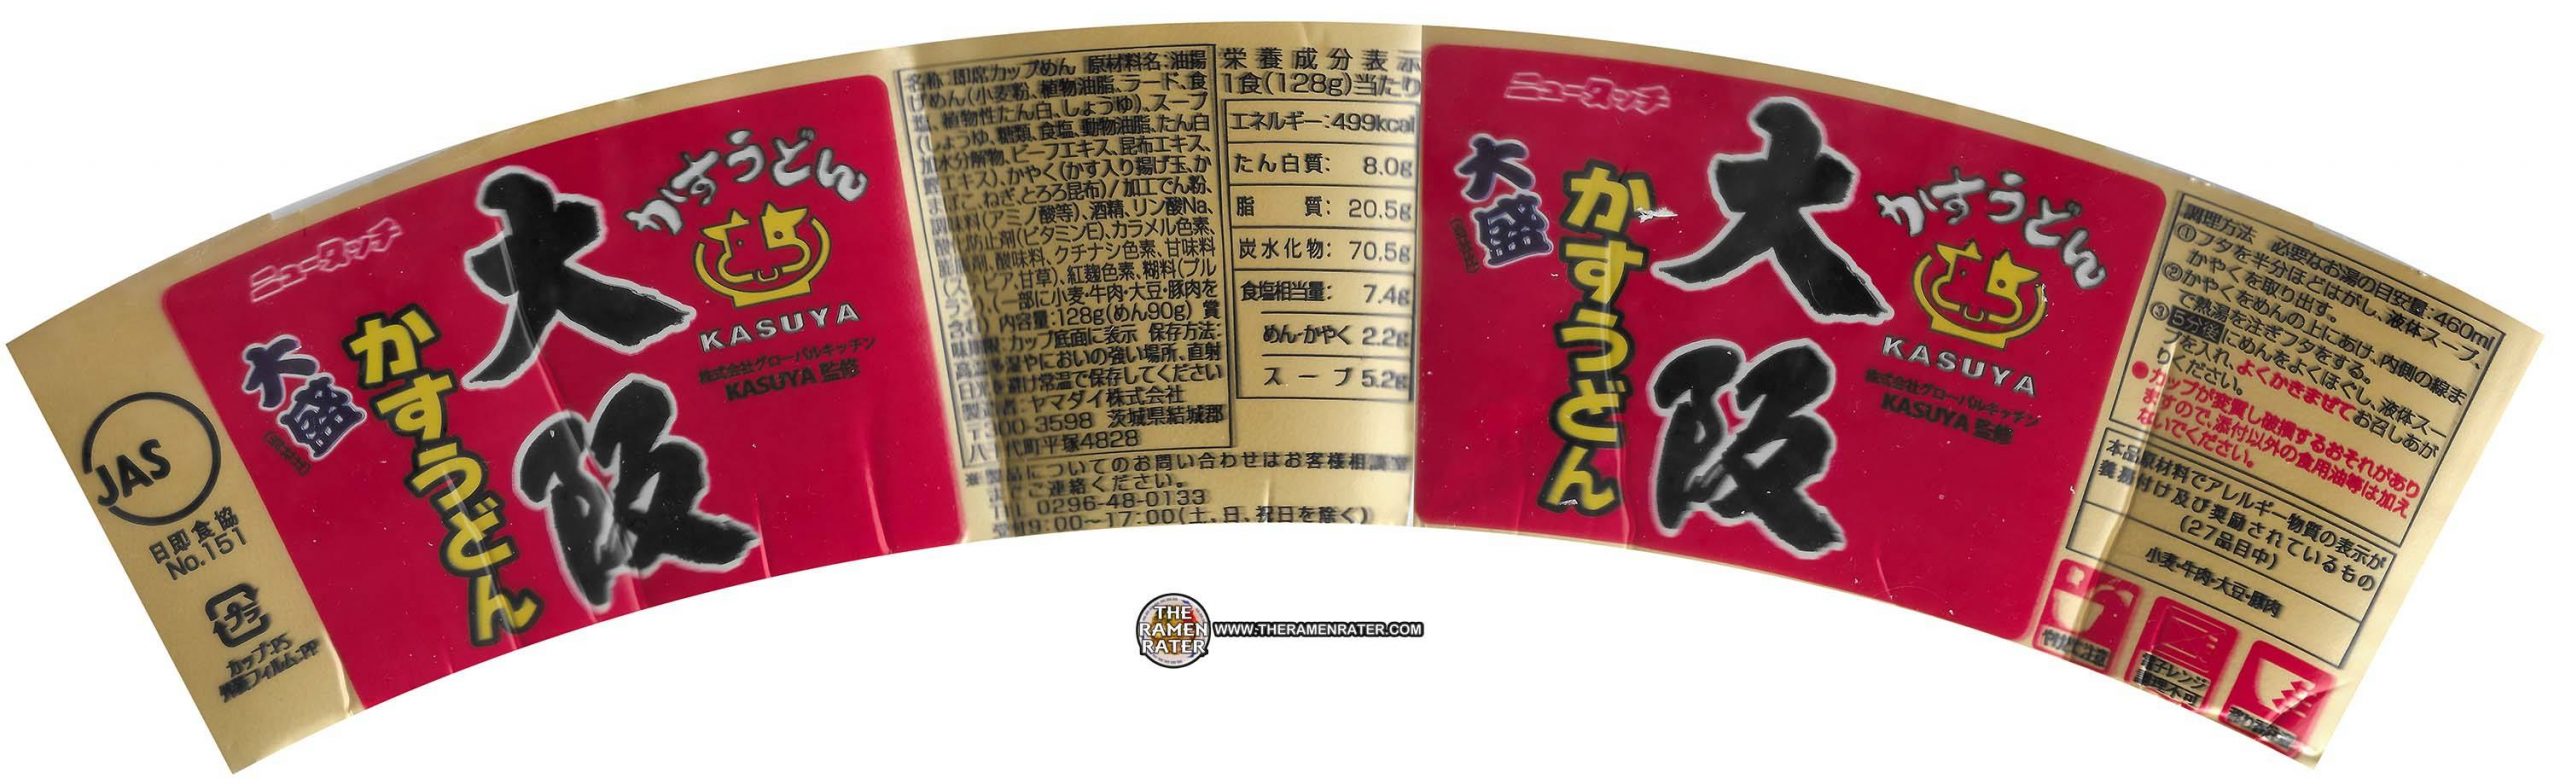 JAS
日即食協
No.151
プラ
カップ:PS
ニュータッチ
大盛
かすうどん
大阪
かすうどん
KASUYA
株式会社グローバルキッチン
KASUYA 監修
名称:即席カップめん 原材料名:油揚
げめん(小麦粉、植物油脂、ラード、食
塩、植物性たん白、しょうゆ)、スープ
(しょうゆ、糖類、食塩、動物油脂、たん白
加水分解物、ビーフエキス、昆布エキス、
鰹エキス)、かやく(かす入り揚げ玉、か
まぼこ、ねぎ、とろろ昆布)/加工でん粉、
調味料(アミノ酸等)、酒精、リン酸Na、
酸化防止剤(ビタミンE)、カラメル色素、
乳化剤、酸味料、クチナシ色素、甘味料
(ステビア、甘草)、紅麹色素、糊料(プル
ラン)、(一部に小麦・牛肉・大豆・豚肉を
含む) 内容量:128g(めん90g) 賞
味期限:カップ底面に表示 保存方法:
高温多湿やにおいの強い場所、直射
日光を避け常温で保存してください
製造者:ヤマダイ株式会社
〒300-3598 茨城県結城郡
八千代町平塚4828
※製品についてのお問い合わせはお客様相談室
までご連絡ください。
TEL 0296-48-0133
受付9:00~17:00(土、日、祝日を除く)
栄養成分表示
1食(128g)当たり
エネルギー:499kcal
たん白質: 8.0g
脂質: 20.5g
炭水化物: 70.5g
食塩相当量: 7.4g
めん・かやく 2.2g
スープ 5.2g
ニュータッチ
大盛
かすうどん
大阪
かすうどん
KASUYA
株式会社グローバルキッチン
KASUYA 監修
調理方法 必要なお湯の目安量:460ml
①フタを半分ほどはがし、液体スープ、
かやくを取り出す。
②かやくをめんの上にあけ、内側の線ま
で熱湯を注ぎフタをする。
③5分後にめんをよくほぐし、液体スー
プを入れ、よくかきまぜてお召しあが
りください。
●カップが変質し破損するおそれがあり
ますので、添付以外の食用油等は加え
ないでください。
本品原材料でアレルギー物質の表示が
義務付け及び奨励されているもの
(27品目中)
小麦・牛肉・大豆・豚肉
やけどに注意
電子レンジ
調理不可
THE
RAMEN
RATER
WWW.THERAMENRATER.COM